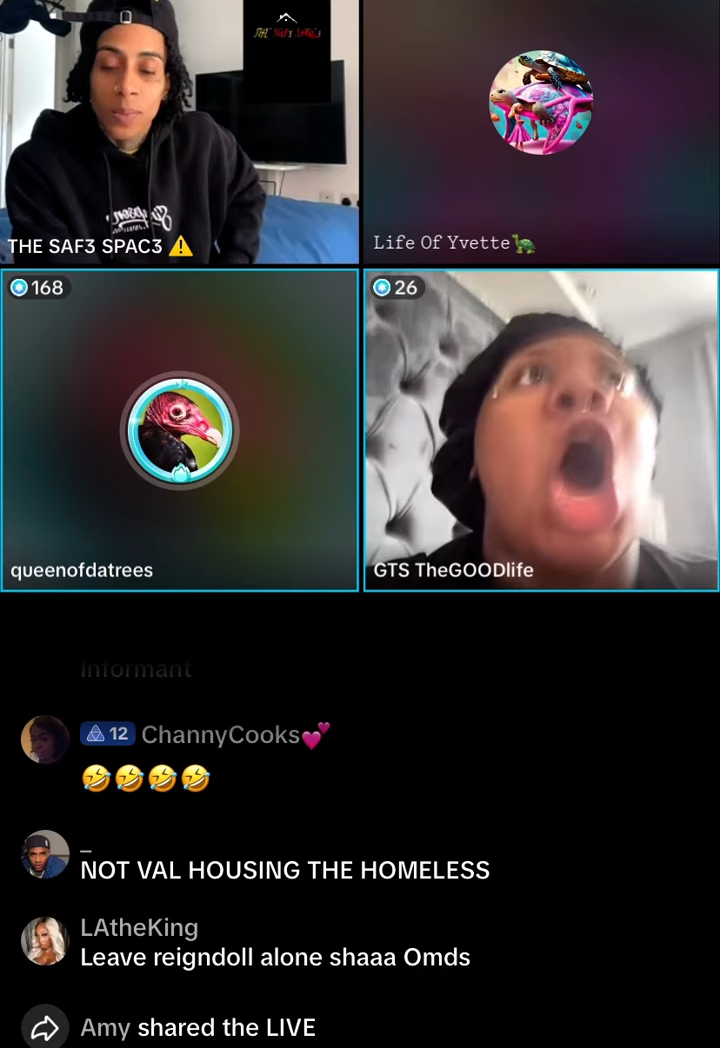 THE SAF3 SPAC3 ⚠️
Life Of Yvette🐢
168
26
queenofdatrees
GTS TheGOODlife
Informant
12 ChannyCooks💕
🤣🤣🤣🤣
_
NOT VAL HOUSING THE HOMELESS
LAtheKing
Leave reigndoll alone shaaa Omds
Amy shared the LIVE